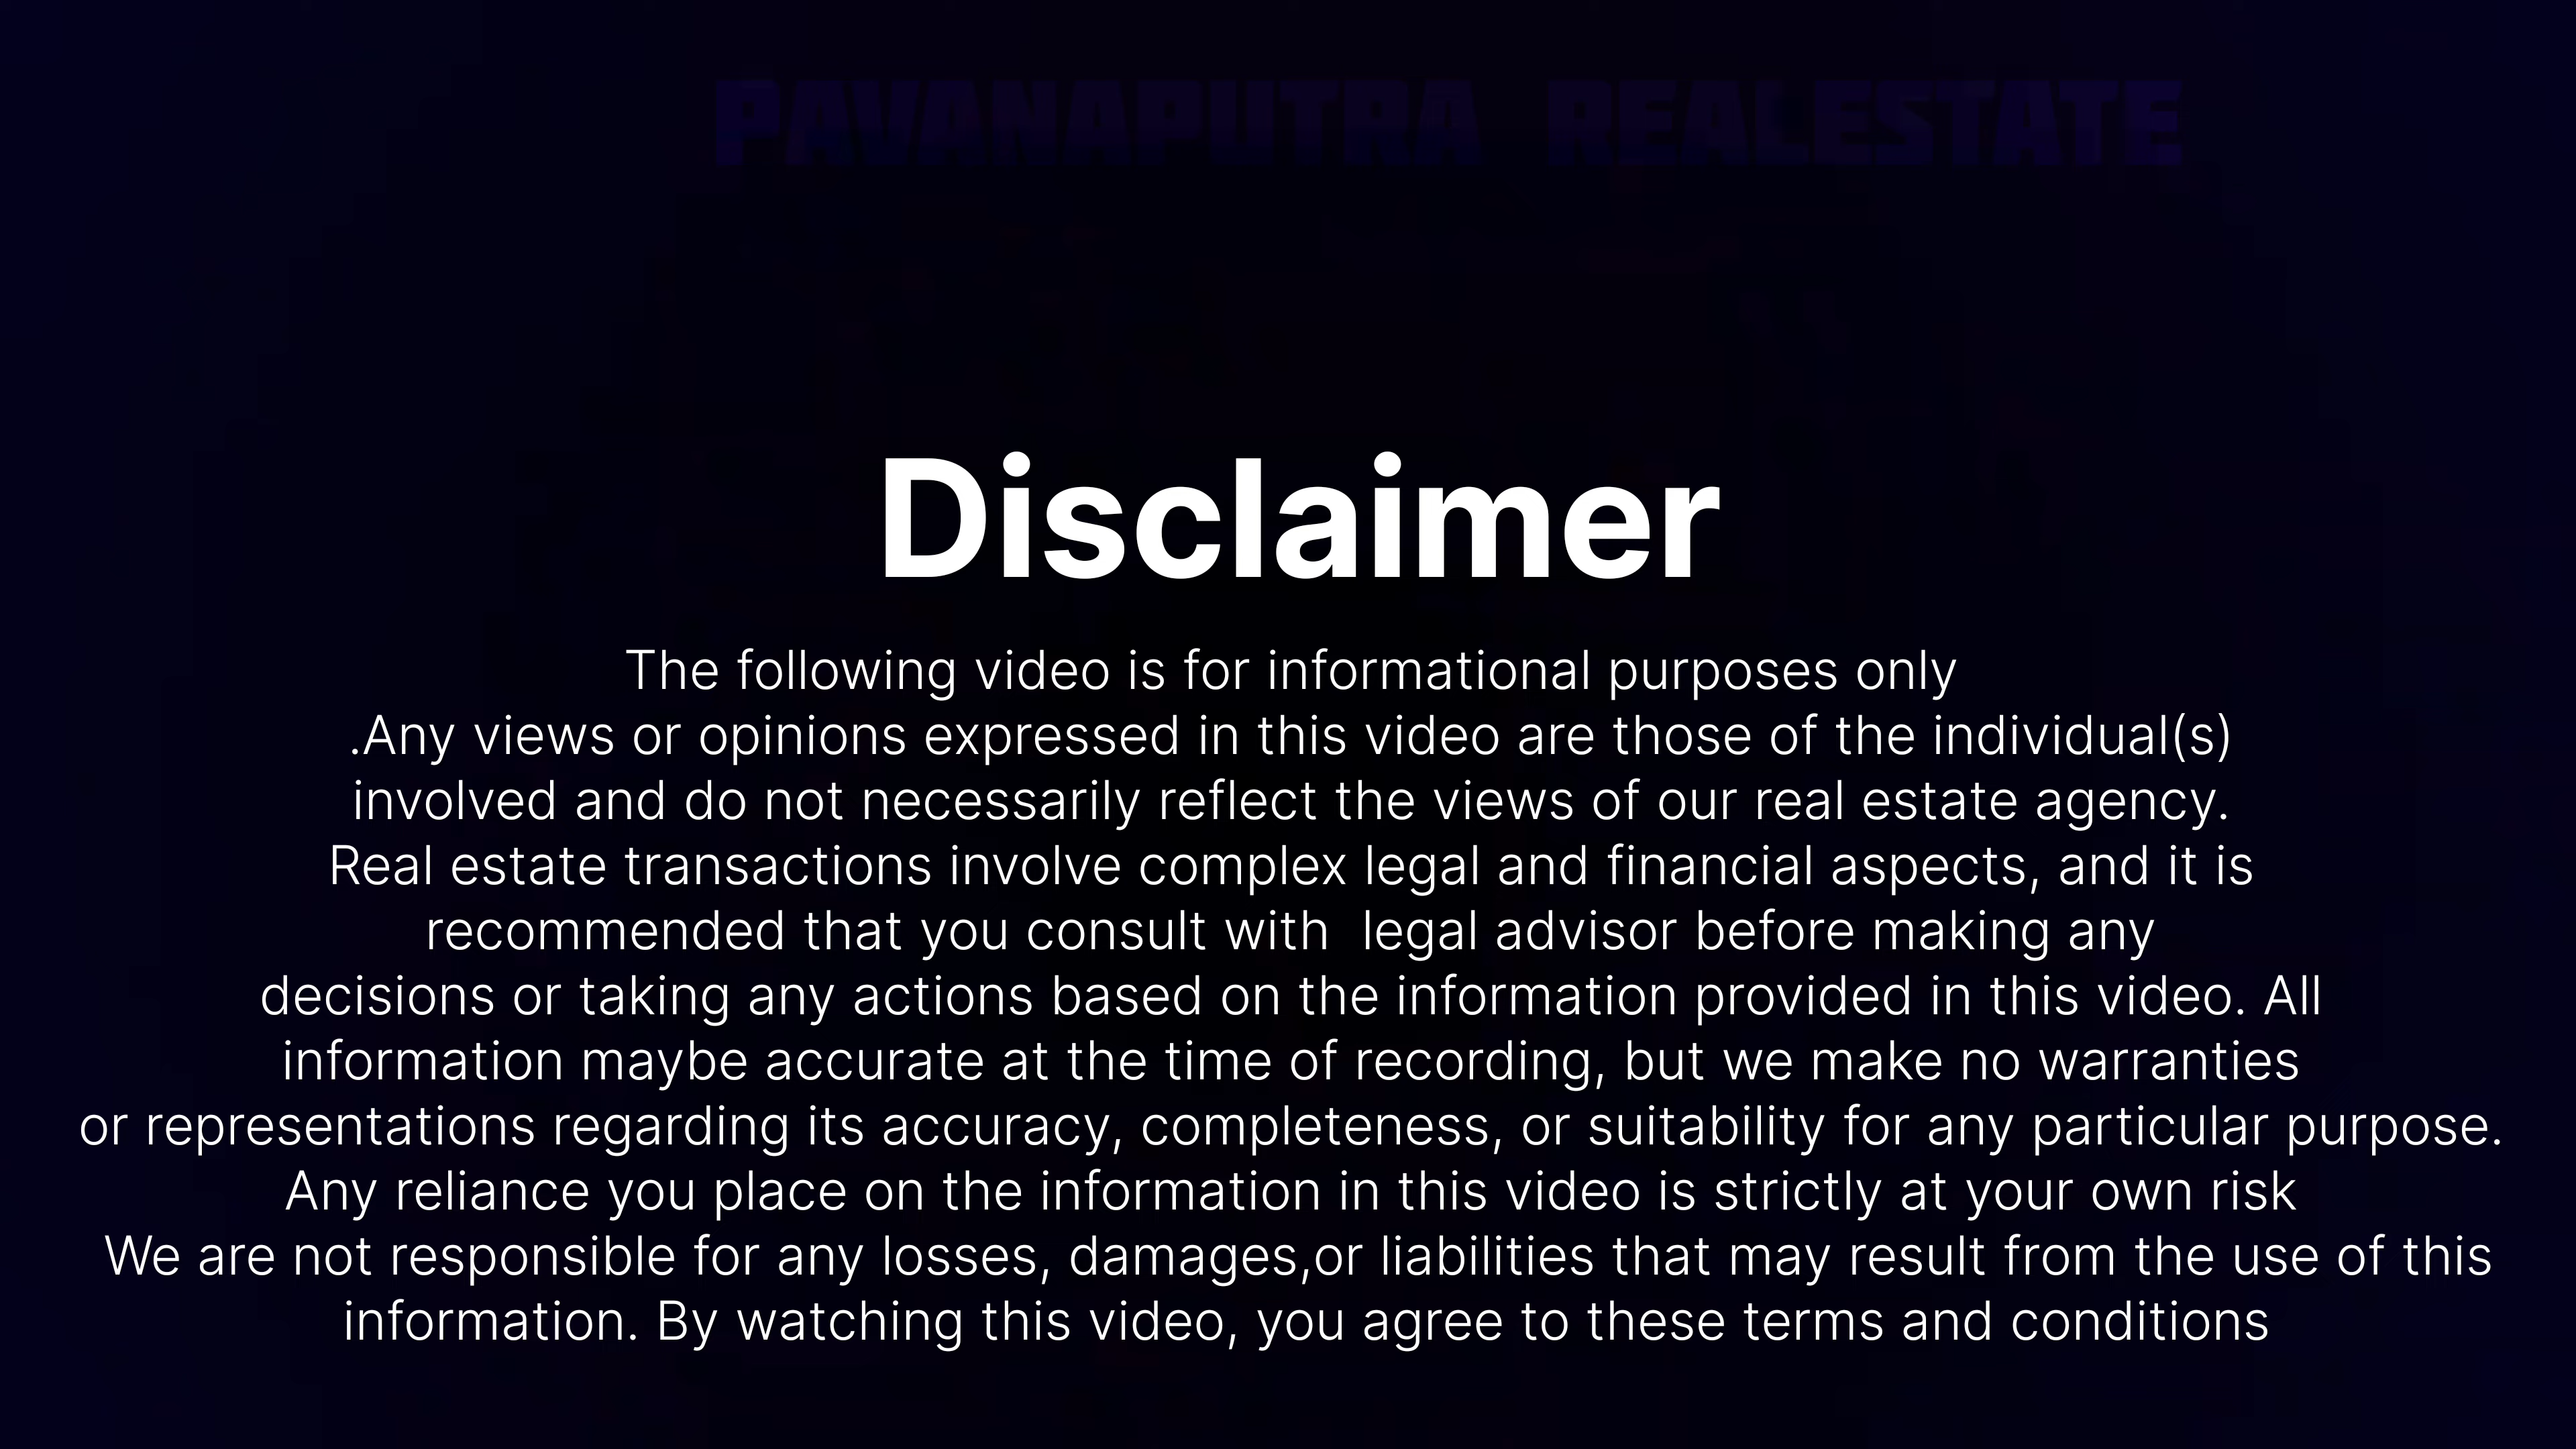 PAVANAPUTRA REALESTATE
Disclaimer
The following video is for informational purposes only
.Any views or opinions expressed in this video are those of the individual(s)
involved and do not necessarily reflect the views of our real estate agency.
Real estate transactions involve complex legal and financial aspects, and it is
recommended that you consult with  legal advisor before making any
decisions or taking any actions based on the information provided in this video. All
information maybe accurate at the time of recording, but we make no warranties
or representations regarding its accuracy, completeness, or suitability for any particular purpose.
Any reliance you place on the information in this video is strictly at your own risk
We are not responsible for any losses, damages,or liabilities that may result from the use of this
information. By watching this video, you agree to these terms and conditions